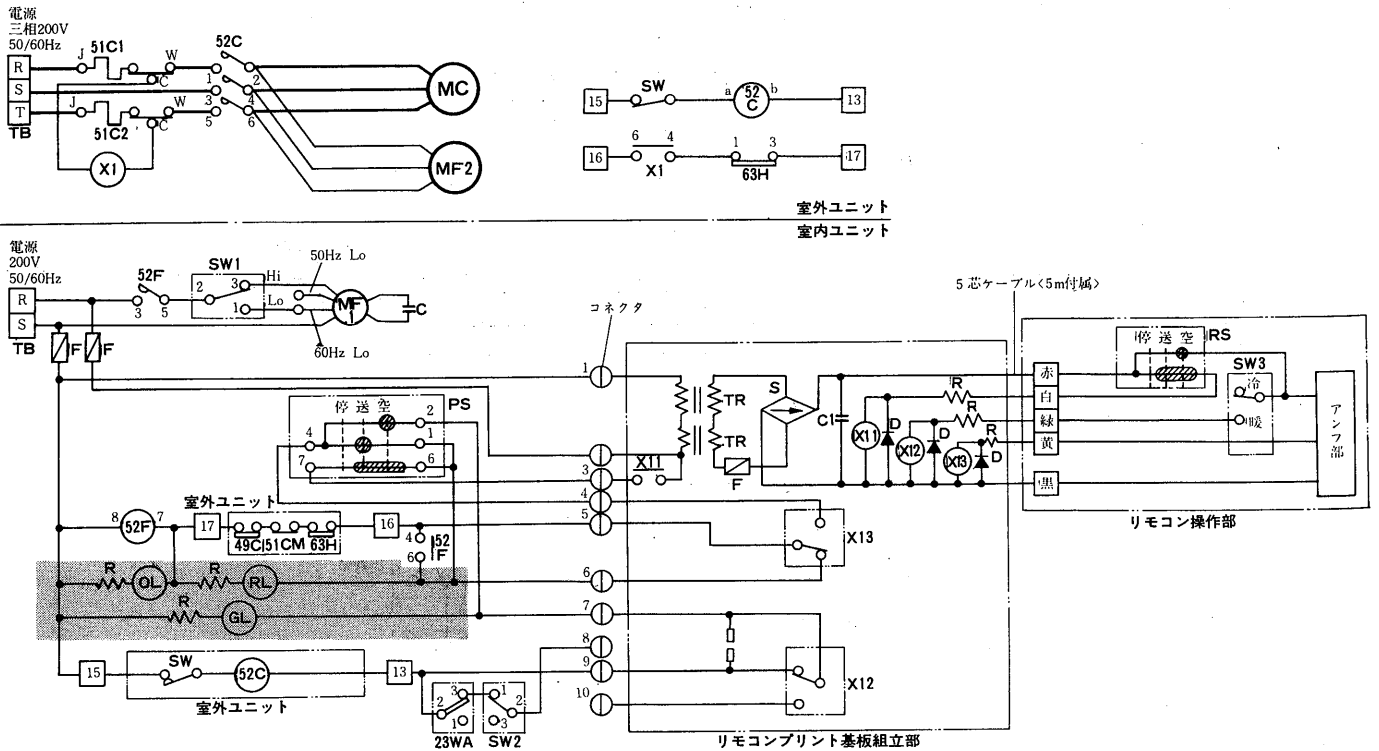 電源
三相200V
50/60Hz
R
S
T
TB
J
51C1
W
C
J
51C2
W
C
X1
52C
1
2
3
4
5
6
MC
MF2
15
SW
a
52
C
b
13
16
6
4
X1
1
3
63H
17
室外ユニット
室内ユニット
電源
200V
50/60Hz
R
S
TB
52F
3
5
SW1
2
3
1
Hi
Lo
50Hz Lo
60Hz Lo
MF
1
C
F
F
コネクタ
5芯ケーブル<5m付属>
1
3
4
5
6
7
8
9
10
停 送 空
PS
4
7
2
1
6
TR
TR
F
S
C1
X11
X11
D
R
X12
D
R
X13
D
R
赤
白
緑
黄
黒
停 送 空
RS
SW3
冷
暖
アンプ部
リモコン操作部
室外ユニット
8
52F
7
17
49C
51CM
63H
16
4
6
52
F
R
OL
R
RL
R
GL
X13
X12
15
SW
52C
13
室外ユニット
2
3
1
23WA
1
2
3
SW2
リモコンプリント基板組立部